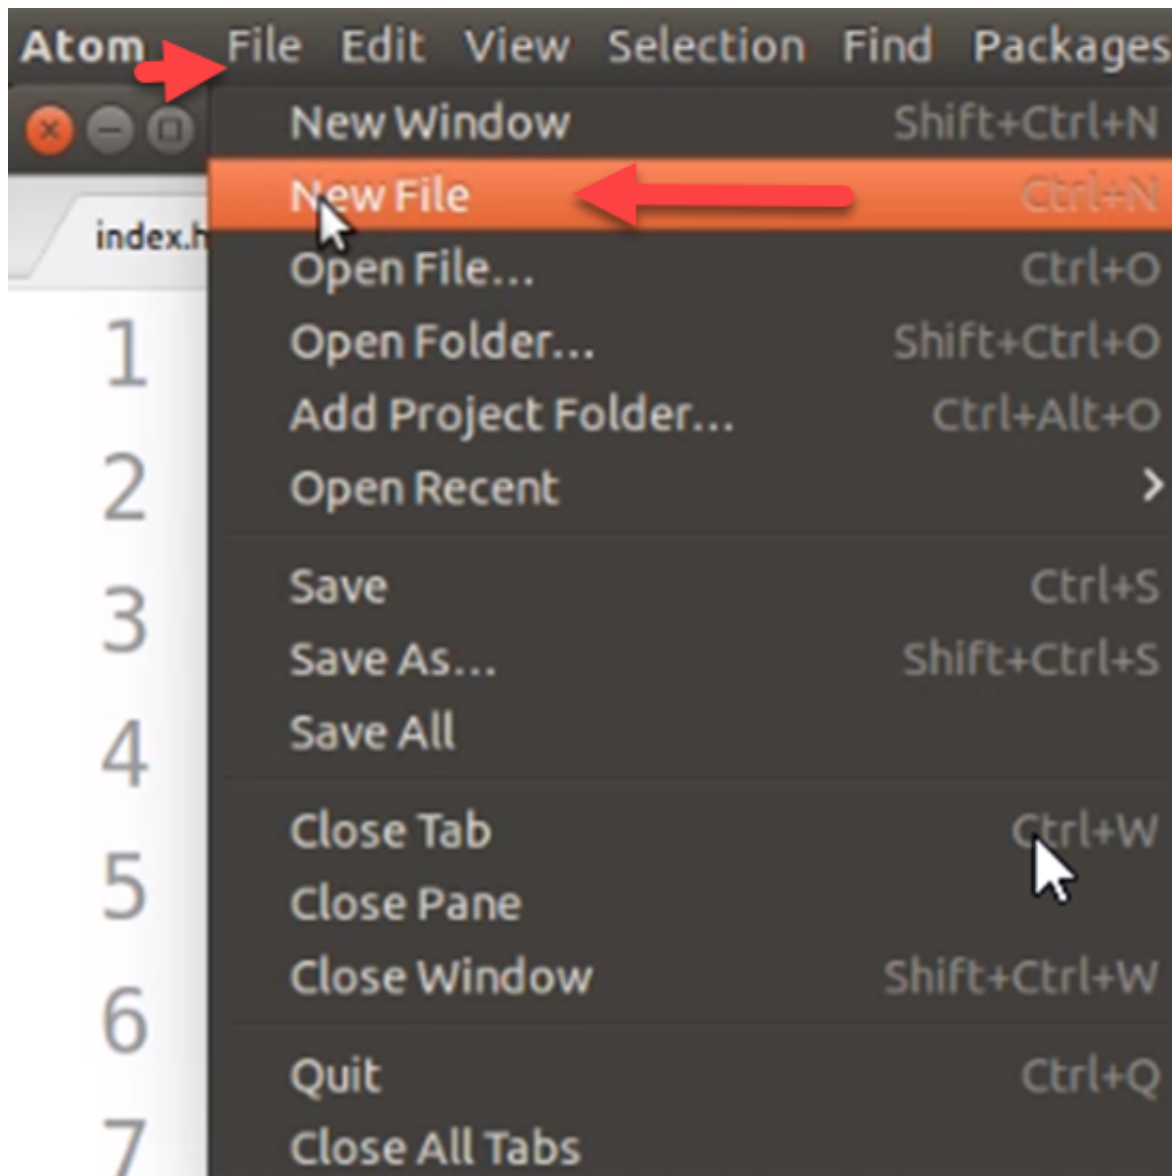 Atom File Edit View Selection Find Packages
New Window Shift+Ctrl+N
New File Ctrl+N
index.h
Open File... Ctrl+O
1
Open Folder... Shift+Ctrl+O
Add Project Folder... Ctrl+Alt+O
2
Open Recent
Save Ctrl+S
3
Save As... Shift+Ctrl+S
Save All
4
Close Tab Ctrl+W
5
Close Pane
Close Window Shift+Ctrl+W
6
Quit Ctrl+Q
7
Close All Tabs